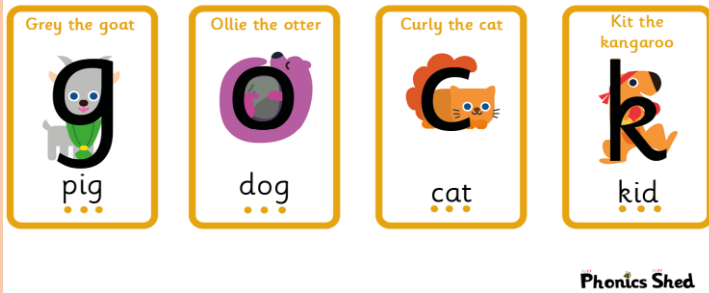 Grey the goat
g
pig
Ollie the otter
o
dog
Curly the cat
c
cat
Kit the
kangaroo
k
kid
Phonics Shed